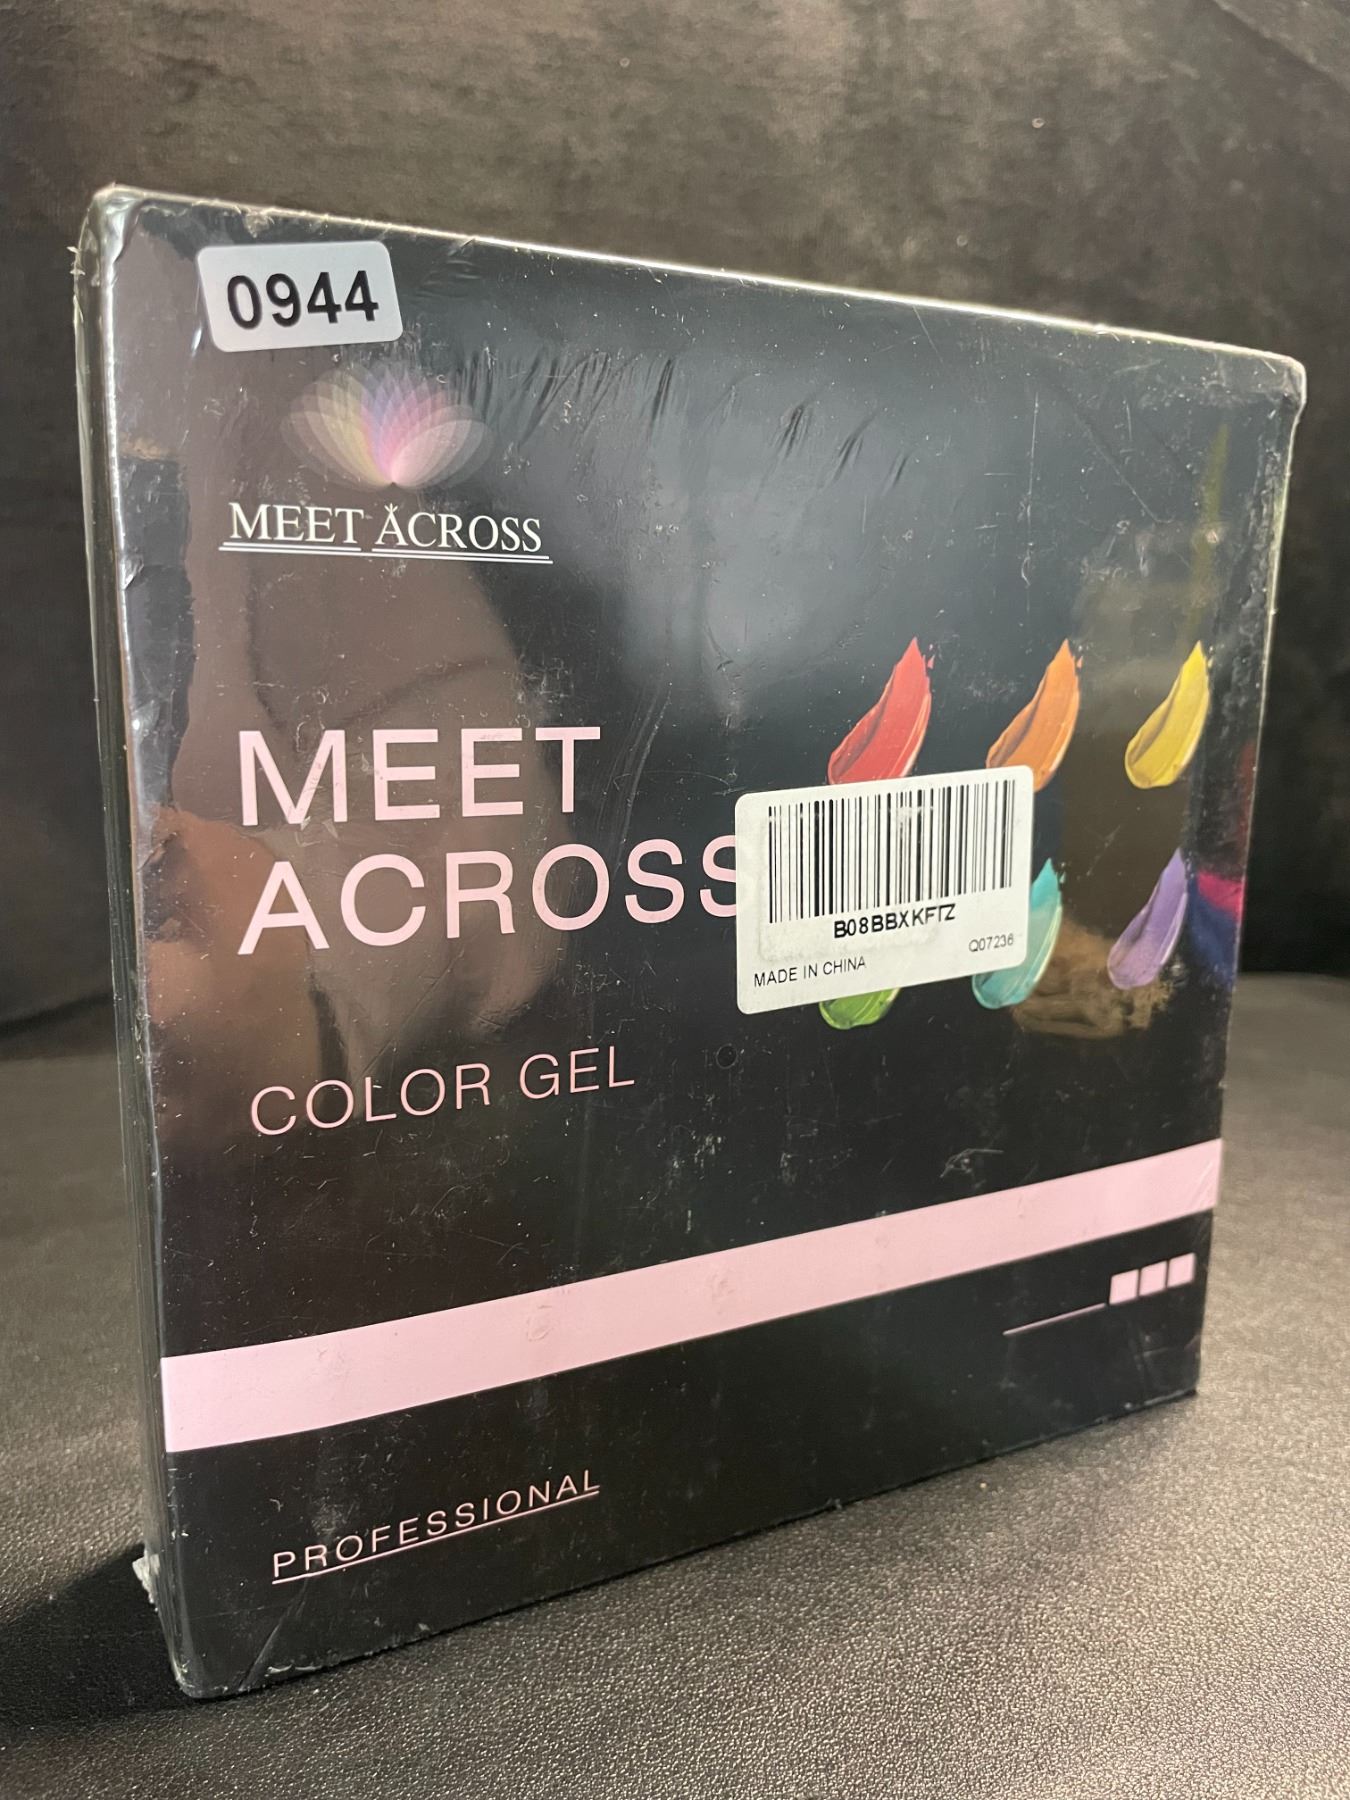 0944
MEET ACROSS
MEET
ACROSS
B08BBXKFTZ
Q07236
MADE IN CHINA
COLOR GEL
PROFESSIONAL